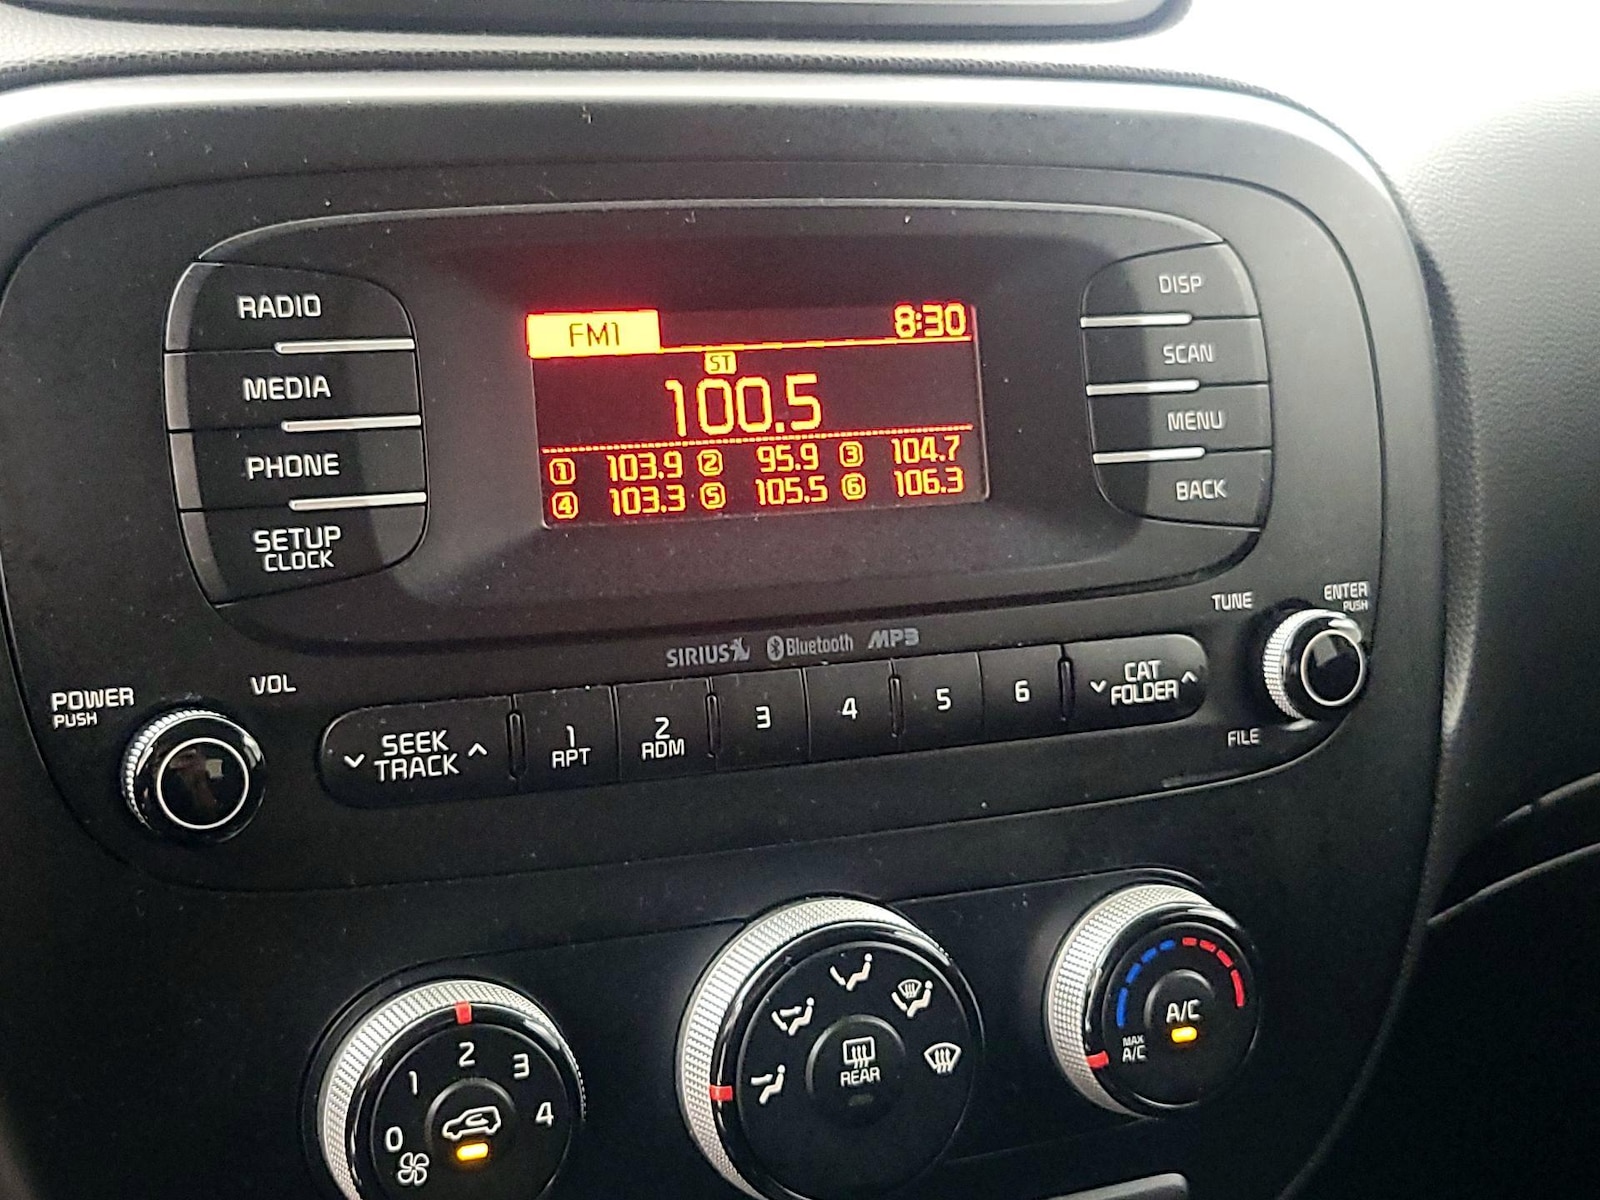 RADIO
MEDIA
PHONE
SETUP
CLOCK
FM1
8:30
ST
100.5
1 103.9 2 95.9 3 104.7
4 103.3 5 105.5 6 106.3
DISP
SCAN
MENU
BACK
SIRIUS Bluetooth MP3
POWER
PUSH
VOL
SEEK
TRACK
1
RPT
2
RDM
3
4
5
6
CAT
FOLDER
TUNE
ENTER
PUSH
FILE
0 1 2 3 4
REAR
A/C
MAX
A/C